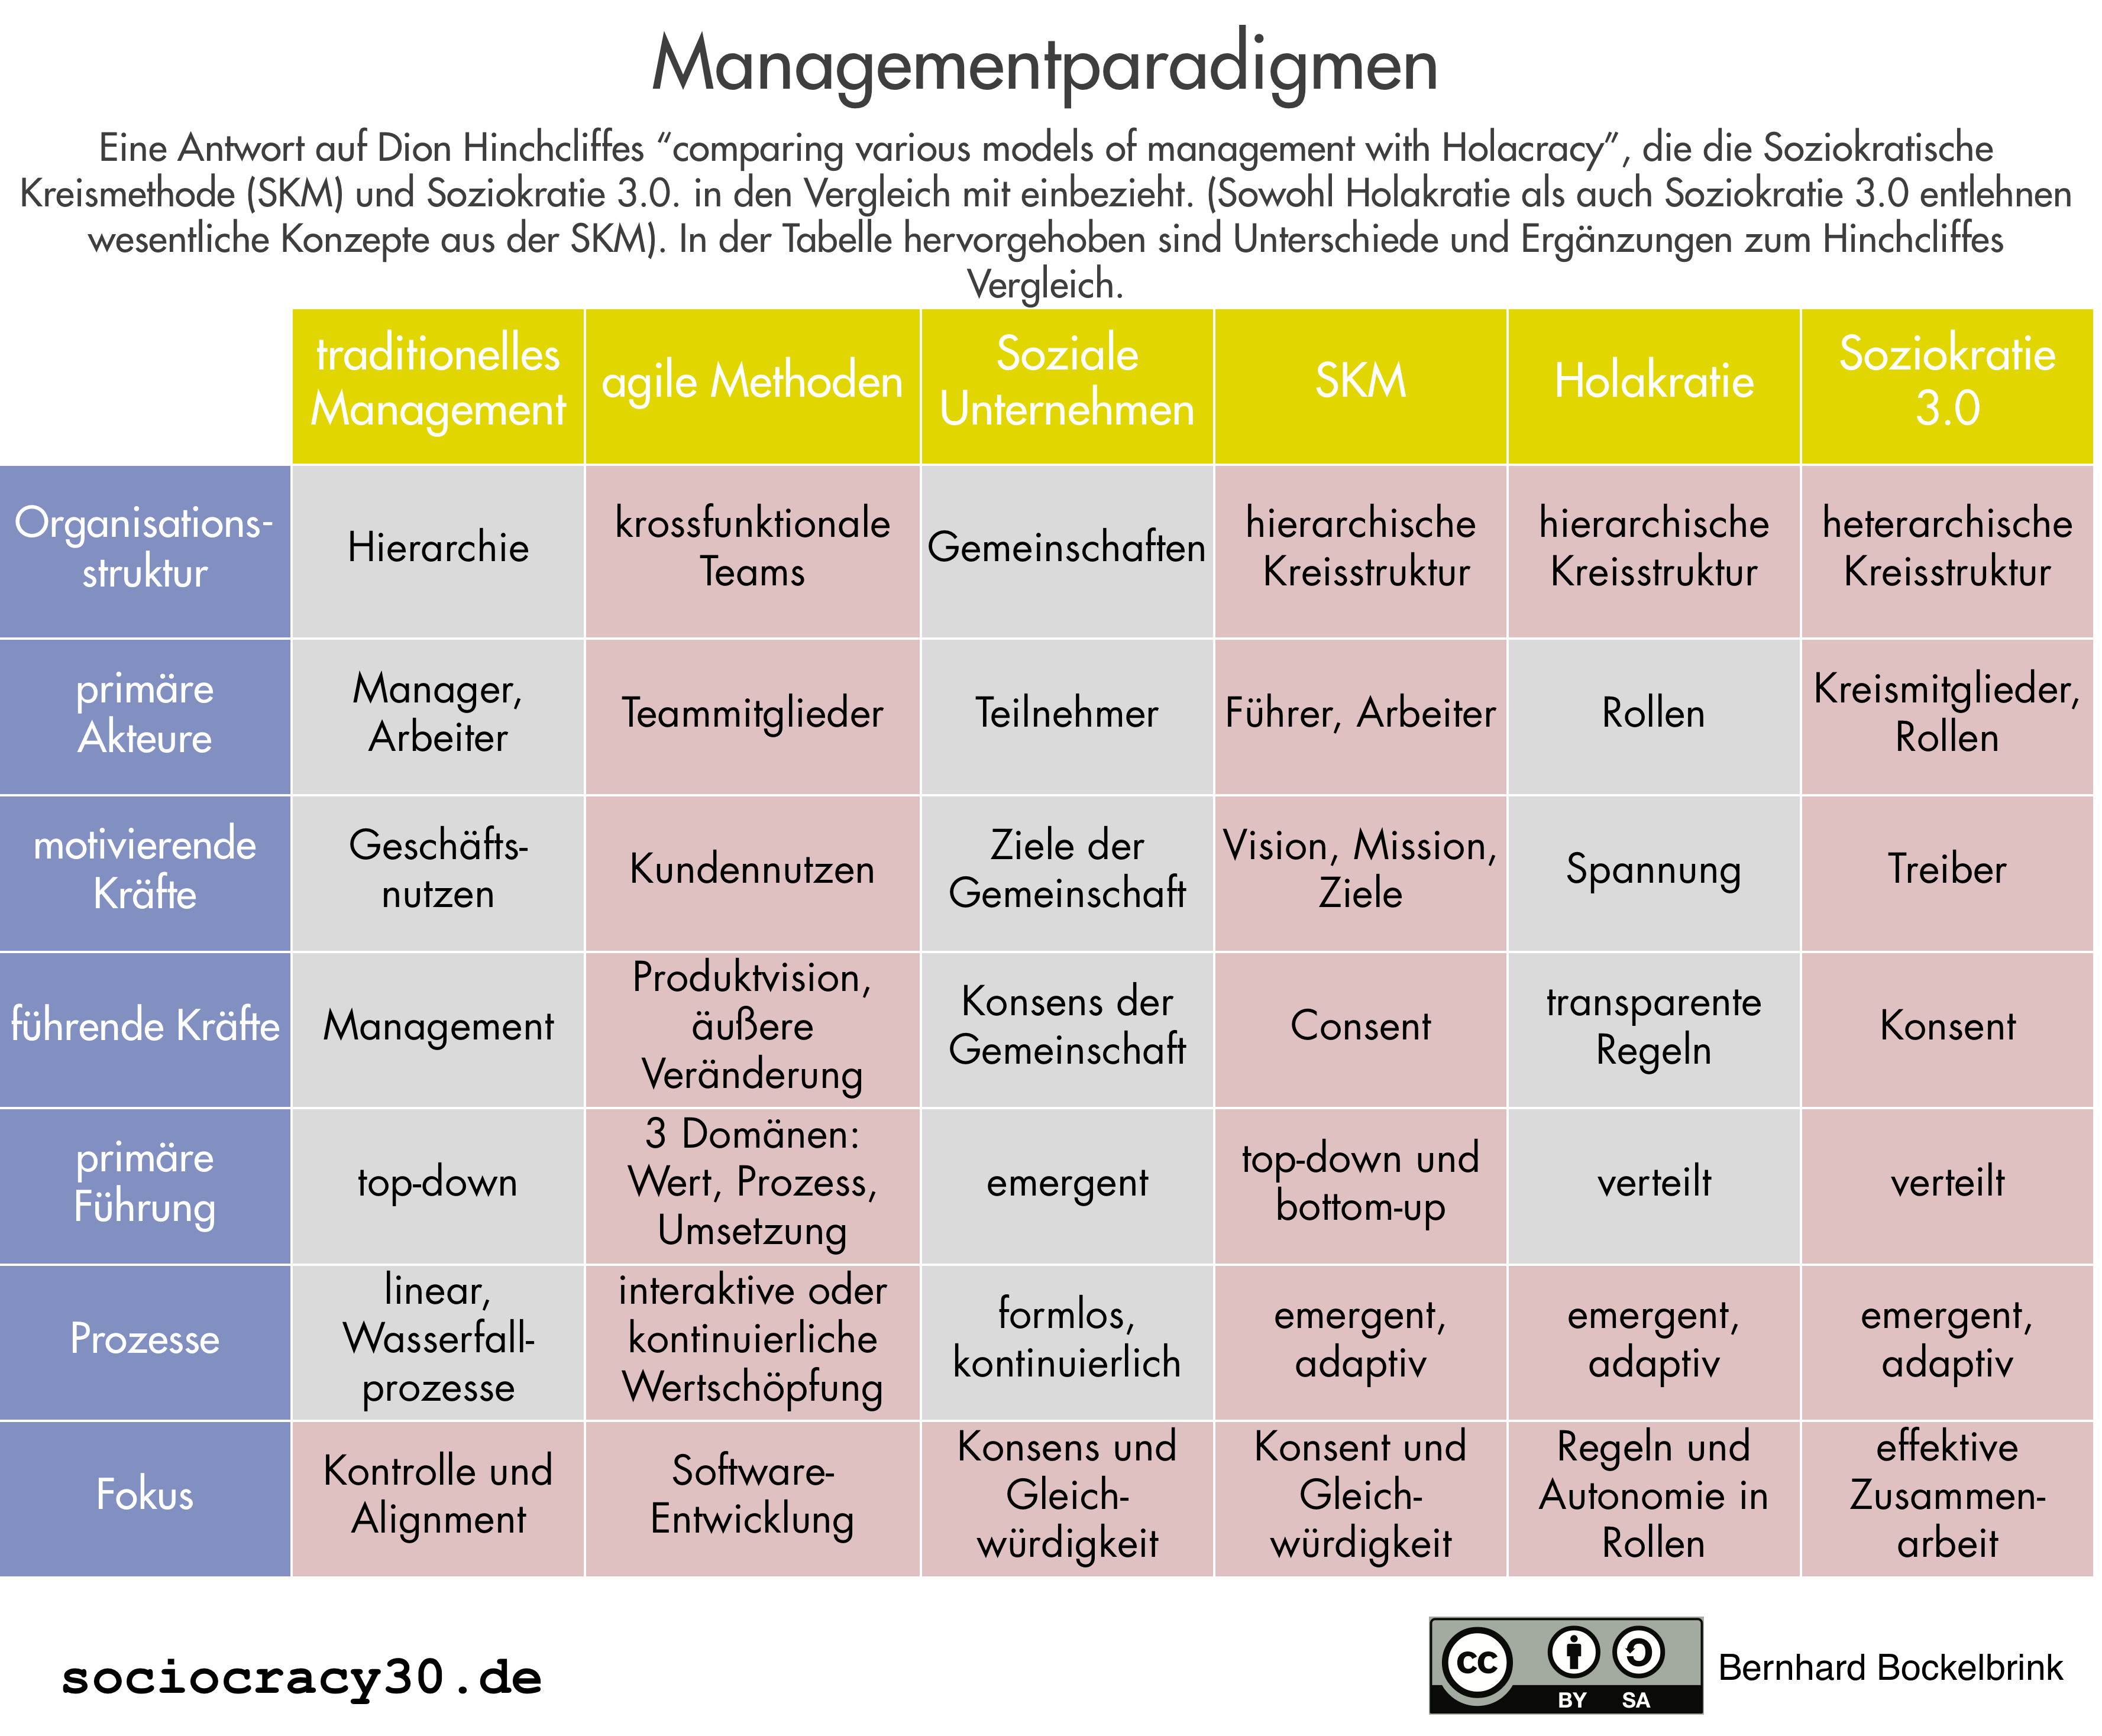 Managementparadigmen
Eine Antwort auf Dion Hinchcliffes “comparing various models of management with Holacracy”, die die Soziokratische
Kreismethode (SKM) und Soziokratie 3.0. in den Vergleich mit einbezieht. (Sowohl Holakratie als auch Soziokratie 3.0 entlehnen
wesentliche Konzepte aus der SKM). In der Tabelle hervorgehoben sind Unterschiede und Ergänzungen zum Hinchcliffes
Vergleich.
traditionelles
Management
agile Methoden
Soziale
Unternehmen
SKM
Holakratie
Soziokratie
3.0
Organisations-
struktur
Hierarchie
krossfunktionale
Teams
Gemeinschaften
hierarchische
Kreisstruktur
hierarchische
Kreisstruktur
heterarchische
Kreisstruktur
primäre
Akteure
Manager,
Arbeiter
Teammitglieder
Teilnehmer
Führer, Arbeiter
Rollen
Kreismitglieder,
Rollen
motivierende
Kräfte
Geschäfts-
nutzen
Kundennutzen
Ziele der
Gemeinschaft
Vision, Mission,
Ziele
Spannung
Treiber
führende Kräfte
Management
Produktvision,
äußere
Veränderung
Konsens der
Gemeinschaft
Consent
transparente
Regeln
Konsent
primäre
Führung
top-down
3 Domänen:
Wert, Prozess,
Umsetzung
emergent
top-down und
bottom-up
verteilt
verteilt
Prozesse
linear,
Wasserfall-
prozesse
interaktive oder
kontinuierliche
Wertschöpfung
formlos,
kontinuierlich
emergent,
adaptiv
emergent,
adaptiv
emergent,
adaptiv
Fokus
Kontrolle und
Alignment
Software-
Entwicklung
Konsens und
Gleich-
würdigkeit
Konsent und
Gleich-
würdigkeit
Regeln und
Autonomie in
Rollen
effektive
Zusammen-
arbeit
sociocracy30.de
cc
BY SA
Bernhard Bockelbrink